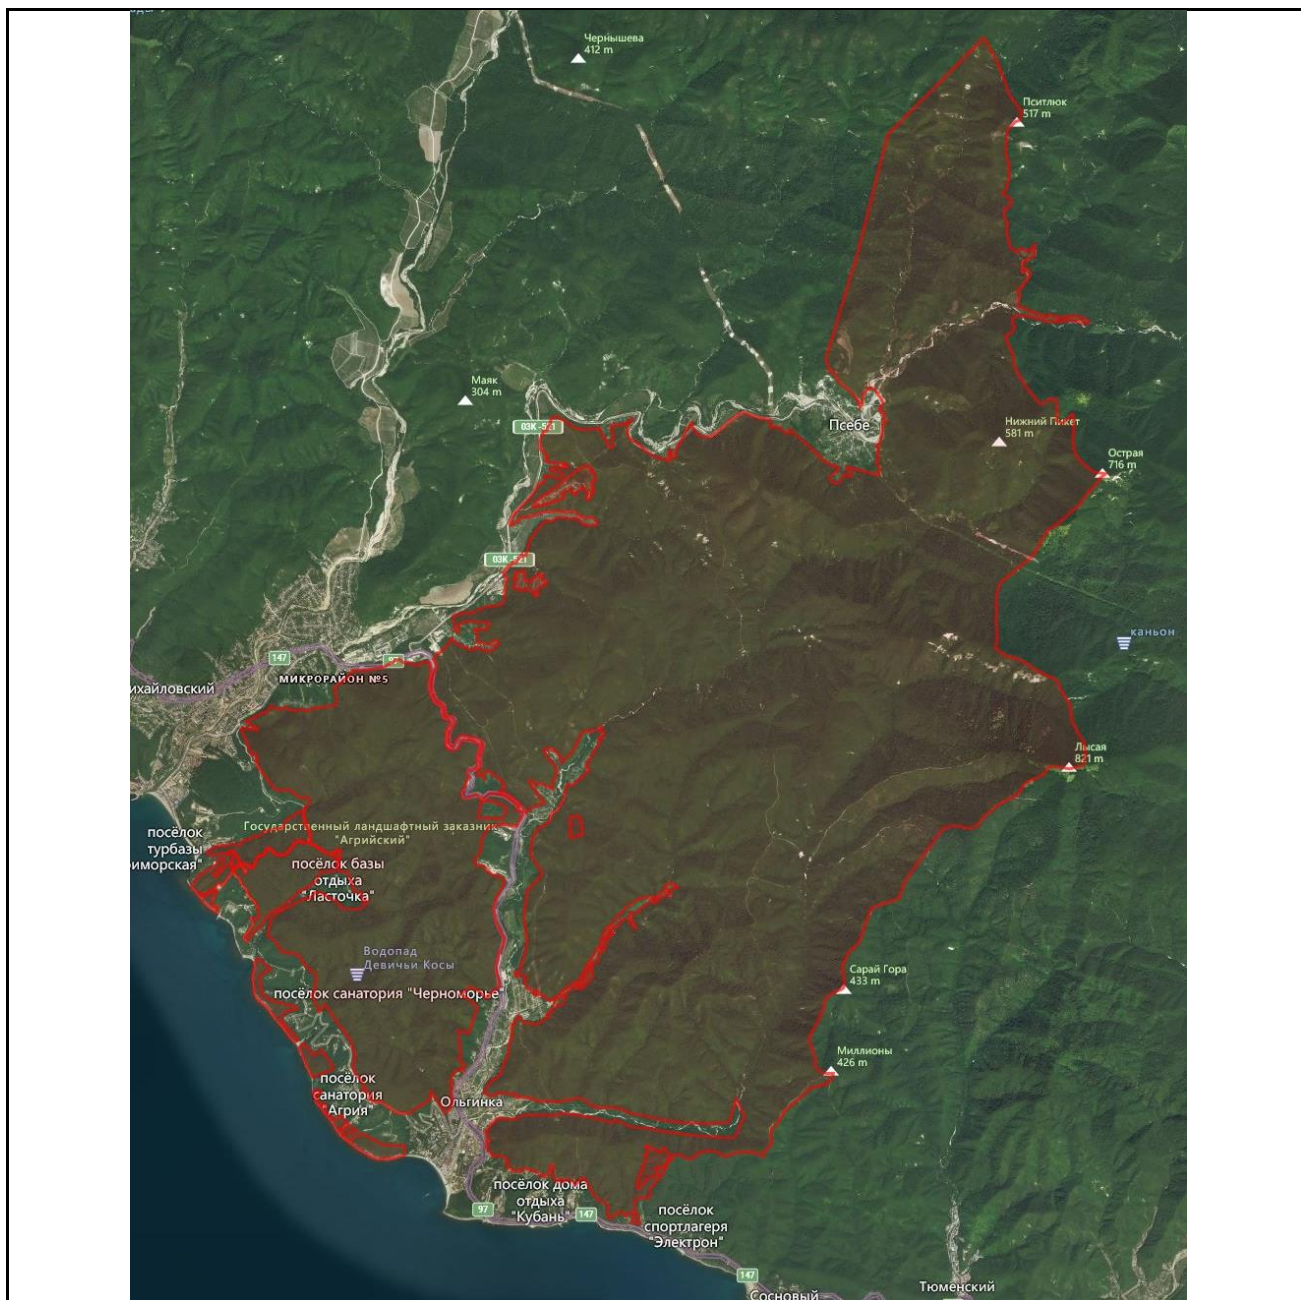 Чернышева
412 m
Пситлюк
517 m
Маяк
304 m
03K-521
Псебе
Нижний Пикет
581 m
Острая
716 m
03K-521
каньон
147
МИКРОРАЙОН №5
ихайловский
Лысая
821 m
Государственный ландшафтный заказник
"Агрийский"
посёлок
турбазы
риморская"
посёлок базы
отдыха
"Ласточка"
Водопад
Девичьи Косы
посёлок санатория "Черноморье
Сарай Гора
433 m
Миллионы
426 m
посёлок
санатория
"Агрия"
Ольгинка
посёлок дома
отдыха
"Кубань"
97
147
посёлок
спортлагеря
"Электрон"
147
Сосновый
Тюменский